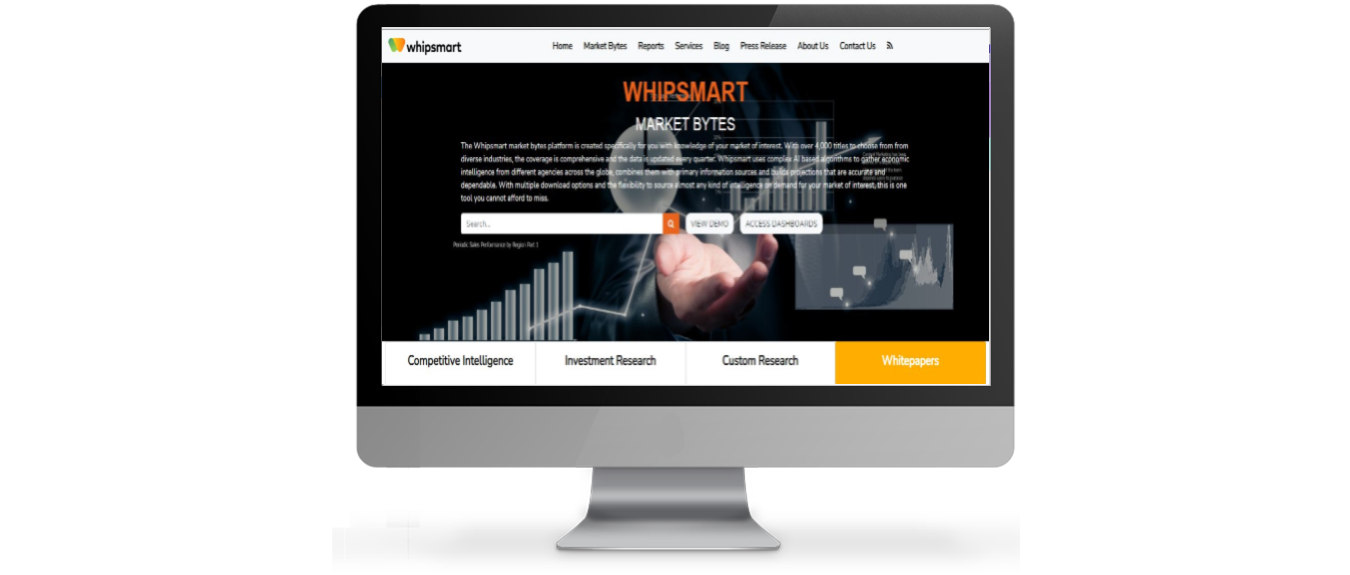 whipsmart
Home Market Bytes Reports Services Blog Press Release About Us Contact Us
WHIPSMART
MARKET BYTES
The Whipsmart market bytes platform is created specifically for you with knowledge of your market of interest. With over 4,000 titles to choose from from
diverse industries, the coverage is comprehensive and the data is updated every quarter. Whipsmart uses complex AI based algorithms to gather economic
intelligence from different agencies across the globe, combines them with primary information sources and builds projections that are accurate and
dependable. With multiple download options and the flexibility to source almost any kind of intelligence on demand for your market of interest, this is one
tool you cannot afford to miss.
Search... VIEW DEMO ACCESS DASHBOARDS
Periodic Sales Performance by Region Part 1
Competitive Intelligence Investment Research Custom Research Whitepapers